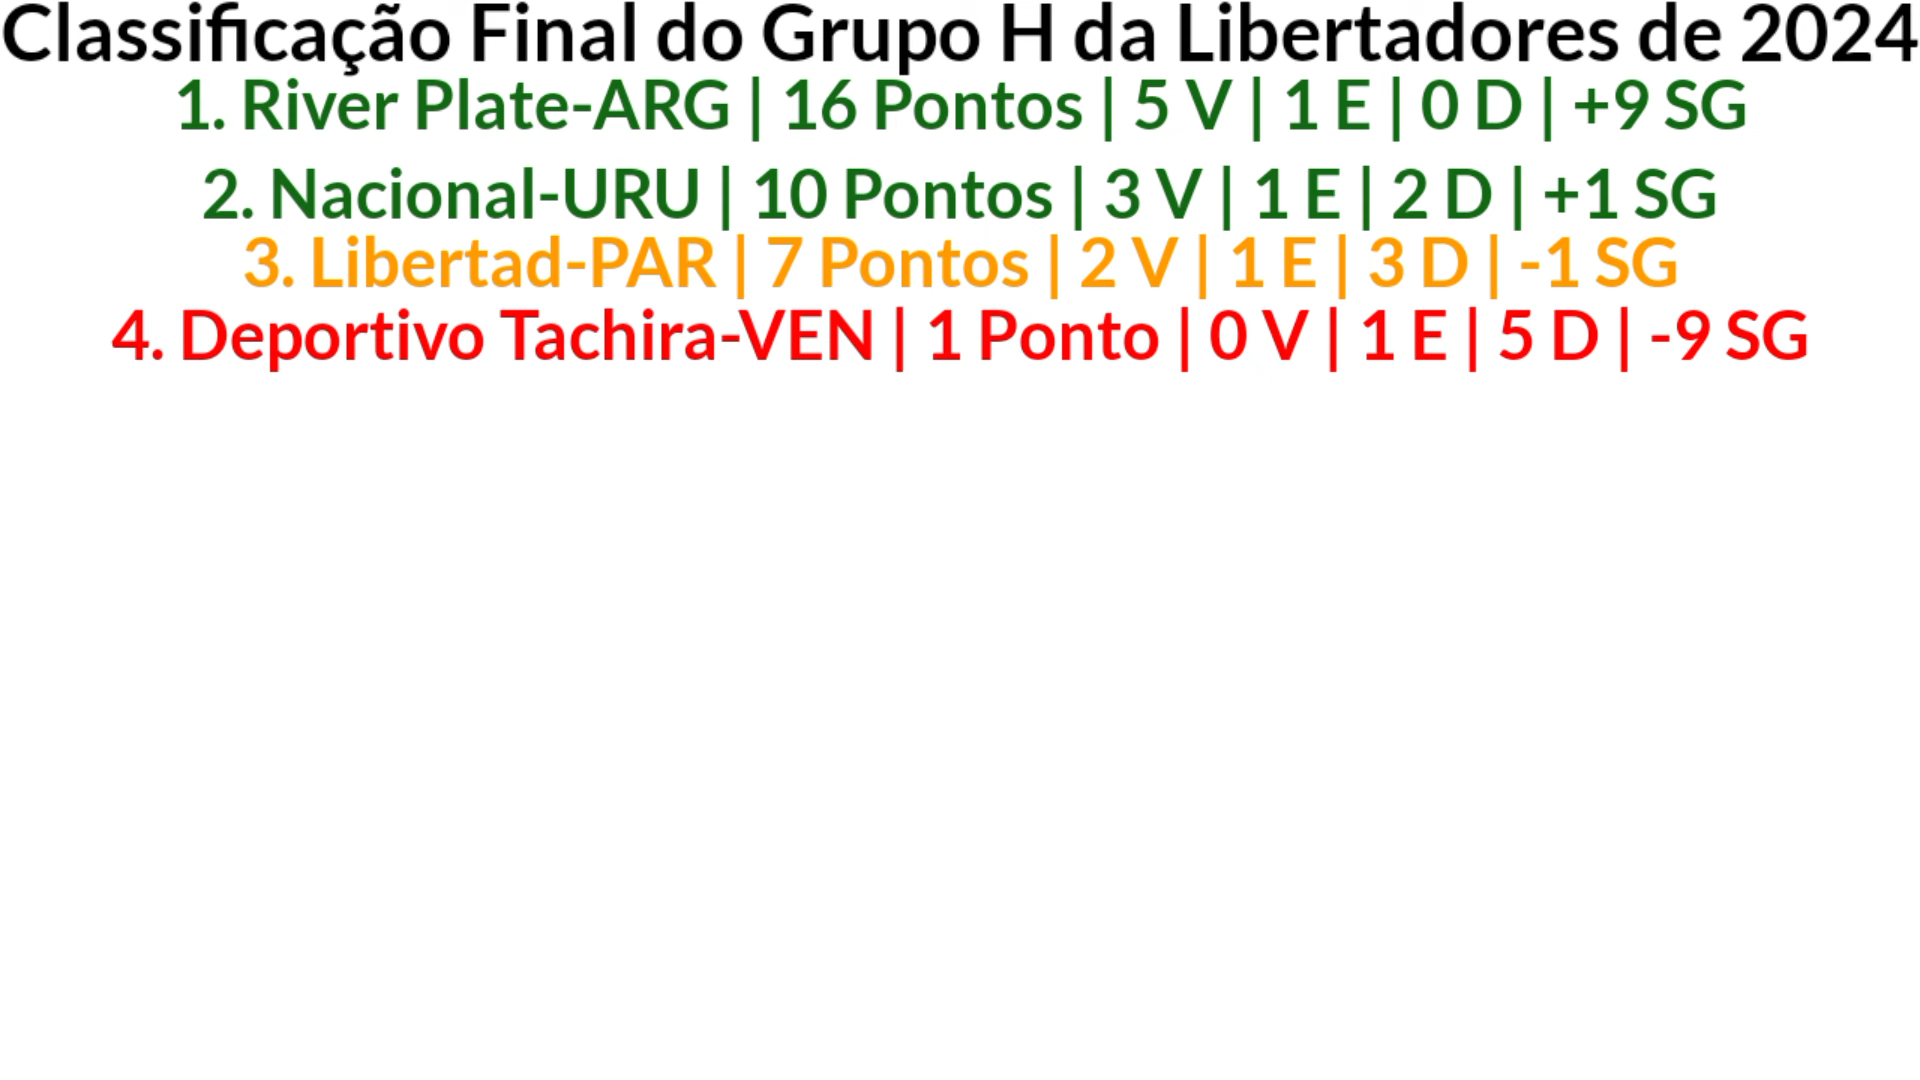 Classificação Final do Grupo H da Libertadores de 2024
1. River Plate-ARG | 16 Pontos | 5 V | 1 E | 0 D | +9 SG
2. Nacional-URU | 10 Pontos | 3 V | 1 E | 2 D | +1 SG
3. Libertad-PAR | 7 Pontos | 2 V | 1 E | 3 D | -1 SG
4. Deportivo Tachira-VEN | 1 Ponto | 0 V | 1 E | 5 D | -9 SG